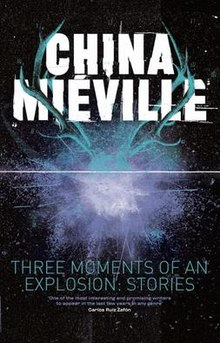 CHINA
MIÉVILLE
THREE MOMENTS OF AN
EXPLOSION: STORIES
'One of the most interesting and promising writers
to appear in the last few years in any genre'
Carlos Ruiz Zafón